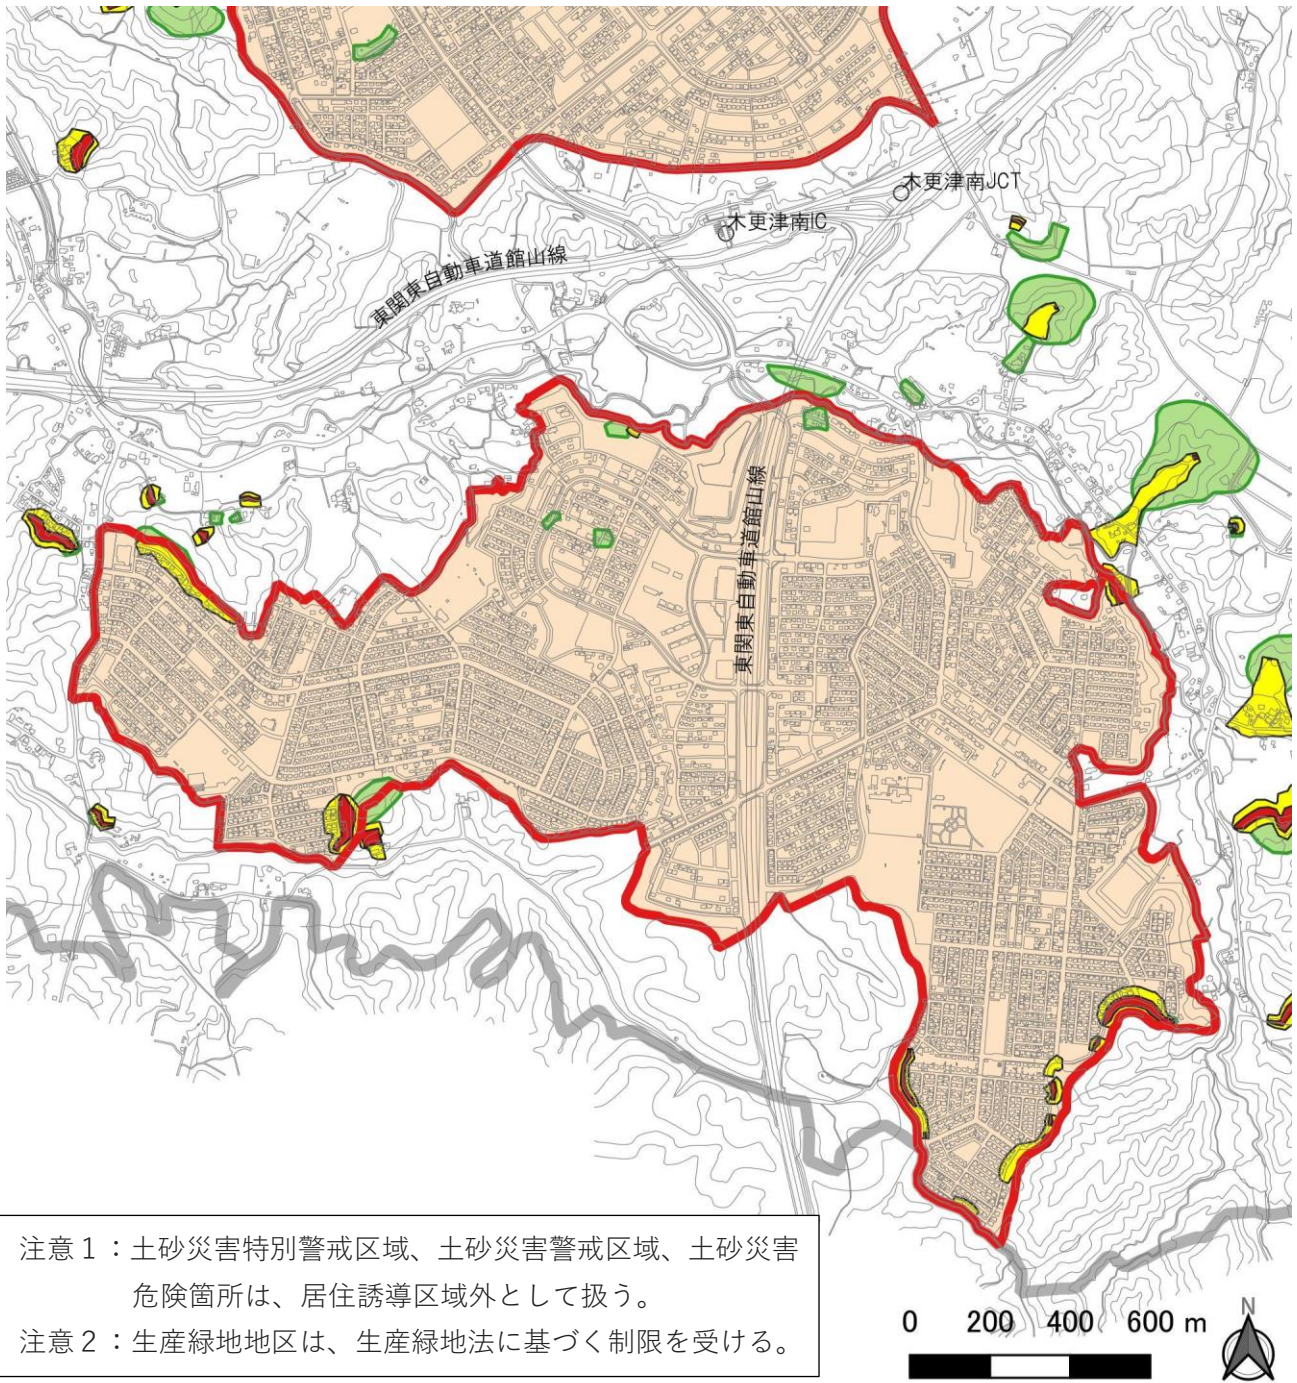 木更津南JCT
木更津南IC
東関東自動車道館山線
東関東自動車道館山線
注意１：土砂災害特別警戒区域、土砂災害警戒区域、土砂災害
危険箇所は、居住誘導区域外として扱う。
注意２：生産緑地地区は、生産緑地法に基づく制限を受ける。
0 200 400 600 m
N